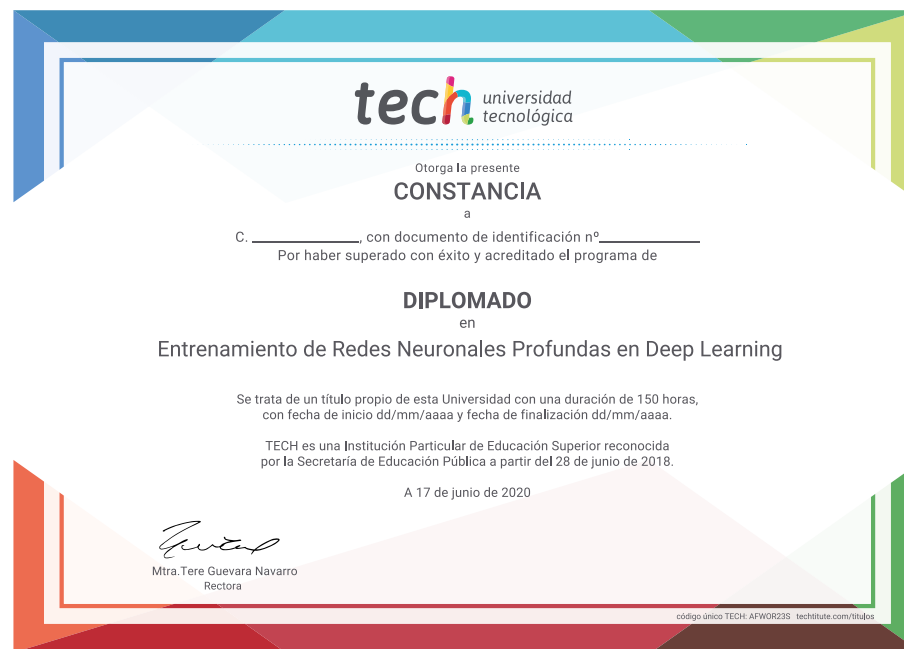 tech universidad
tecnológica
Otorga la presente
CONSTANCIA
a
C. ____________, con documento de identificación nº____________
Por haber superado con éxito y acreditado el programa de
DIPLOMADO
en
Entrenamiento de Redes Neuronales Profundas en Deep Learning
Se trata de un título propio de esta Universidad con una duración de 150 horas,
con fecha de inicio dd/mm/aaaa y fecha de finalización dd/mm/aaaa.
TECH es una Institución Particular de Educación Superior reconocida
por la Secretaría de Educación Pública a partir del 28 de junio de 2018.
A 17 de junio de 2020
Mtra.Tere Guevara Navarro
Rectora
código único TECH: AFWOR23S techtitute.com/titulos